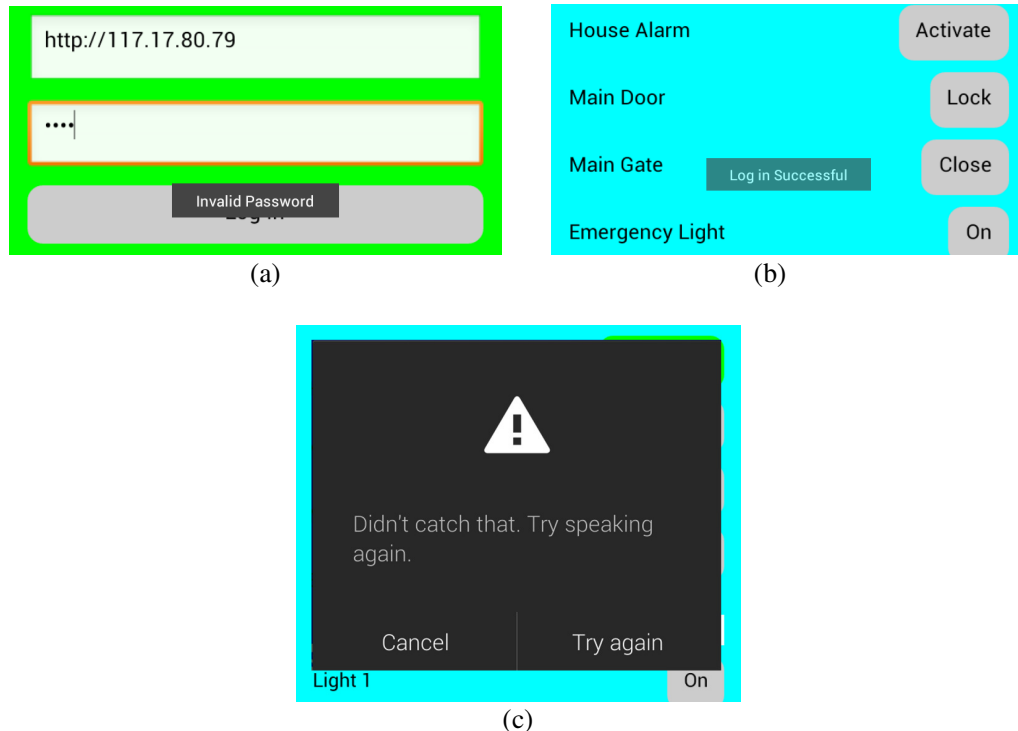 http://117.17.80.79
••••
Invalid Password
(a)
House Alarm Activate
Main Door Lock
Main Gate Close
Log in Successful
Emergency Light On
(b)
Didn't catch that. Try speaking
again.
Cancel Try again
Light 1 On
(c)